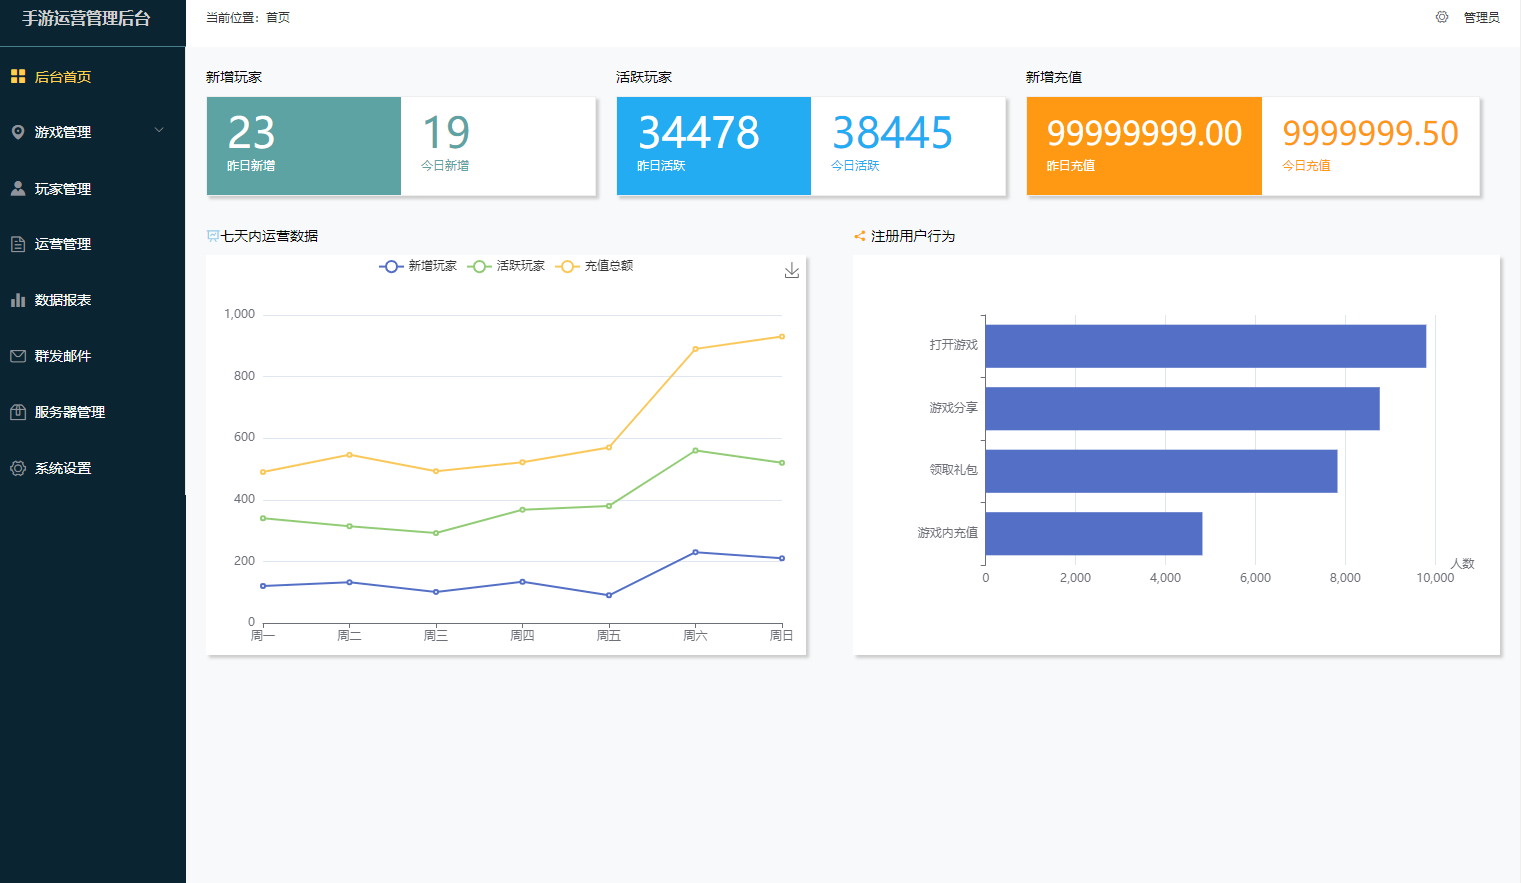 手游运营管理后台
当前位置：首页
管理员
后台首页
游戏管理
玩家管理
运营管理
数据报表
群发邮件
服务器管理
系统设置
新增玩家
23
昨日新增
19
今日新增
活跃玩家
34478
昨日活跃
38445
今日活跃
新增充值
99999999.00
昨日充值
9999999.50
今日充值
七天内运营数据
新增玩家 活跃玩家 充值总额
1,000
800
600
400
200
0
周一 周二 周三 周四 周五 周六 周日
注册用户行为
打开游戏
游戏分享
领取礼包
游戏内充值
人数
0 2,000 4,000 6,000 8,000 10,000